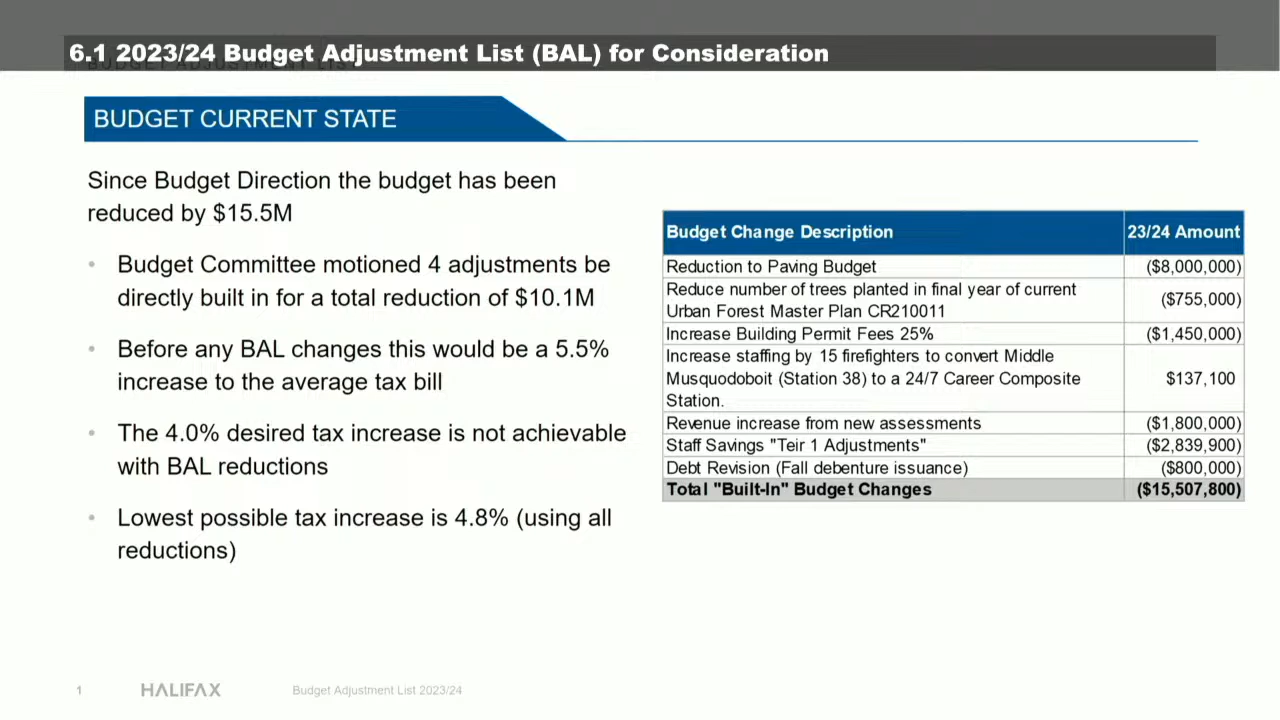 6.1 2023/24 Budget Adjustment List (BAL) for Consideration
BUDGET ADJUSTMENT LIST
BUDGET CURRENT STATE
Since Budget Direction the budget has been
reduced by $15.5M
• Budget Committee motioned 4 adjustments be
directly built in for a total reduction of $10.1M
• Before any BAL changes this would be a 5.5%
increase to the average tax bill
• The 4.0% desired tax increase is not achievable
with BAL reductions
• Lowest possible tax increase is 4.8% (using all
reductions)
Budget Change Description 23/24 Amount
Reduction to Paving Budget ($8,000,000)
Reduce number of trees planted in final year of current
Urban Forest Master Plan CR210011 ($755,000)
Increase Building Permit Fees 25% ($1,450,000)
Increase staffing by 15 firefighters to convert Middle
Musquodoboit (Station 38) to a 24/7 Career Composite $137,100
Station.
Revenue increase from new assessments ($1,800,000)
Staff Savings "Teir 1 Adjustments" ($2,839,900)
Debt Revision (Fall debenture issuance) ($800,000)
Total "Built-In" Budget Changes ($15,507,800)
1 HALIFAX Budget Adjustment List 2023/24